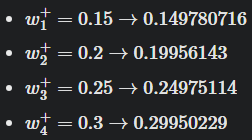 • w₁⁺ = 0.15 → 0.149780716
• w₂⁺ = 0.2 → 0.19956143
• w₃⁺ = 0.25 → 0.24975114
• w₄⁺ = 0.3 → 0.29950229